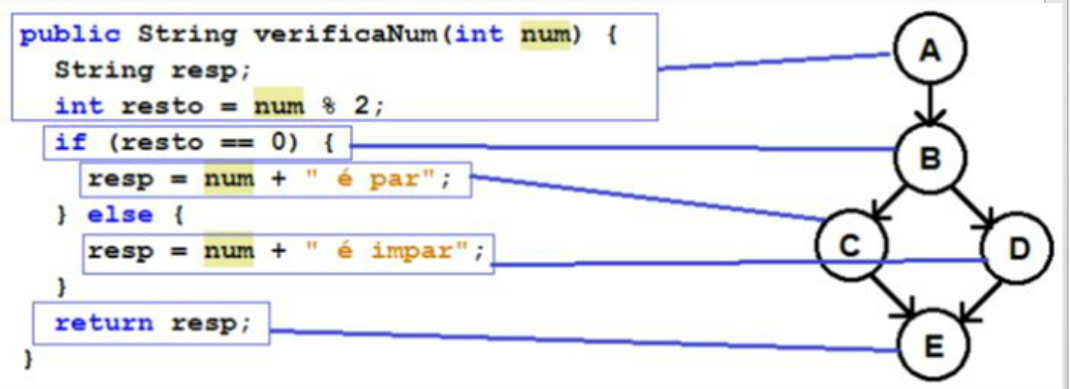 public String verificaNum(int num) {
String resp;
int resto = num % 2;
if (resto == 0) {
resp = num + " é par";
} else {
resp = num + " é impar";
}
return resp;
}
A
B
C
D
E